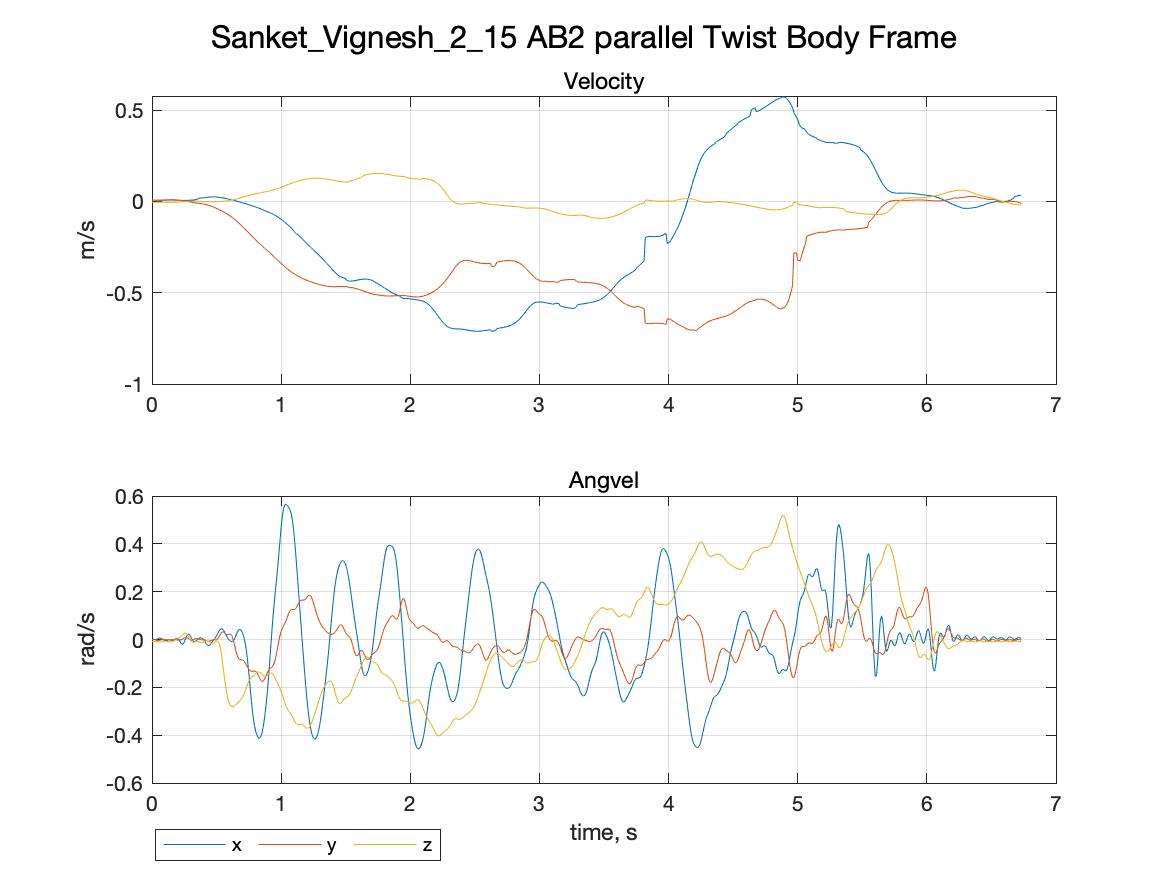 Sanket_Vignesh_2_15 AB2 parallel Twist Body Frame
Velocity
0.5
0
-0.5
-1
m/s
0 1 2 3 4 5 6 7
Angvel
0.6
0.4
0.2
0
-0.2
-0.4
-0.6
rad/s
0 1 2 3 4 5 6 7
time, s
x y z